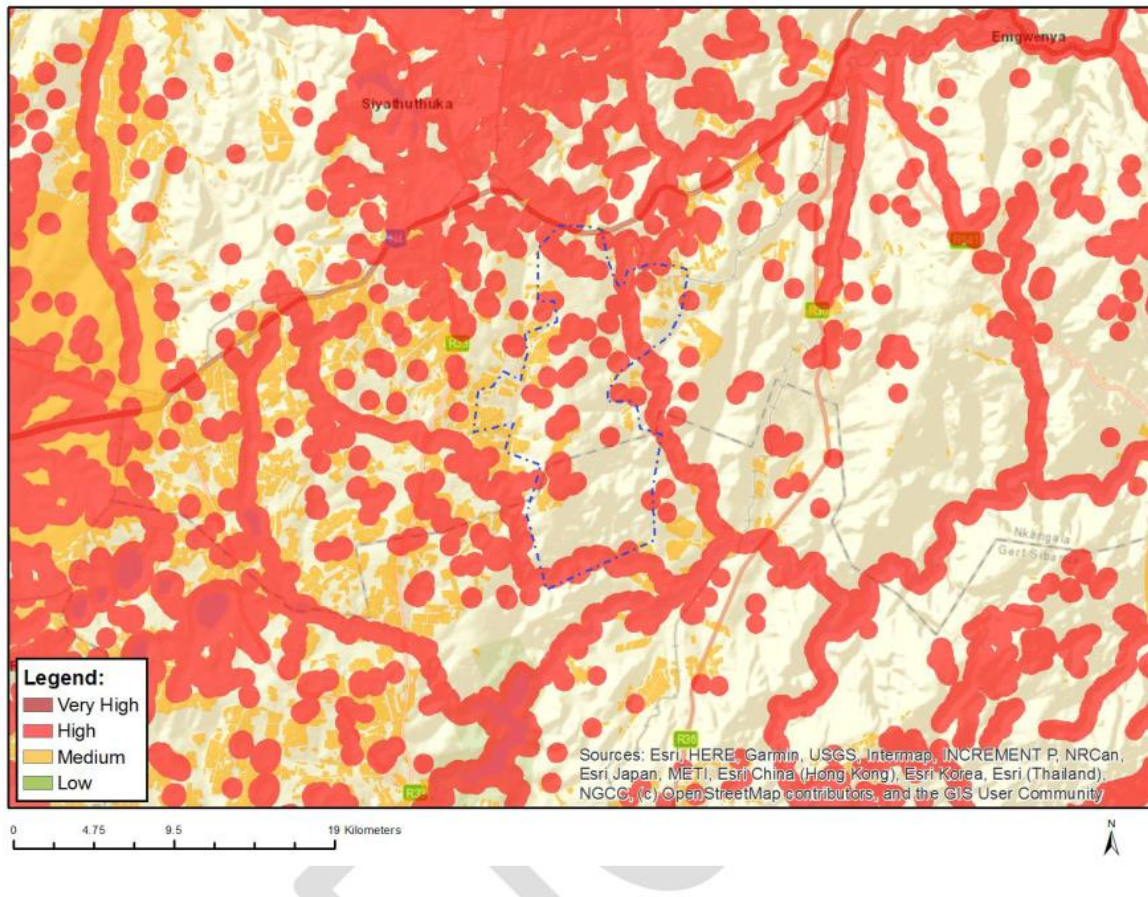 Emgwenya
Siyathuthuka
N4
R541
R36
R33
Nkangala
Gert Sibande
Legend:
Very High
High
Medium
Low
R36
Sources: Esri, HERE, Garmin, USGS, Intermap, INCREMENT P, NRCan,
Esri Japan, METI, Esri China (Hong Kong), Esri Korea, Esri (Thailand),
NGCC, (c) OpenStreetMap contributors, and the GIS User Community
R33
0 4.75 9.5 19 Kilometers
N